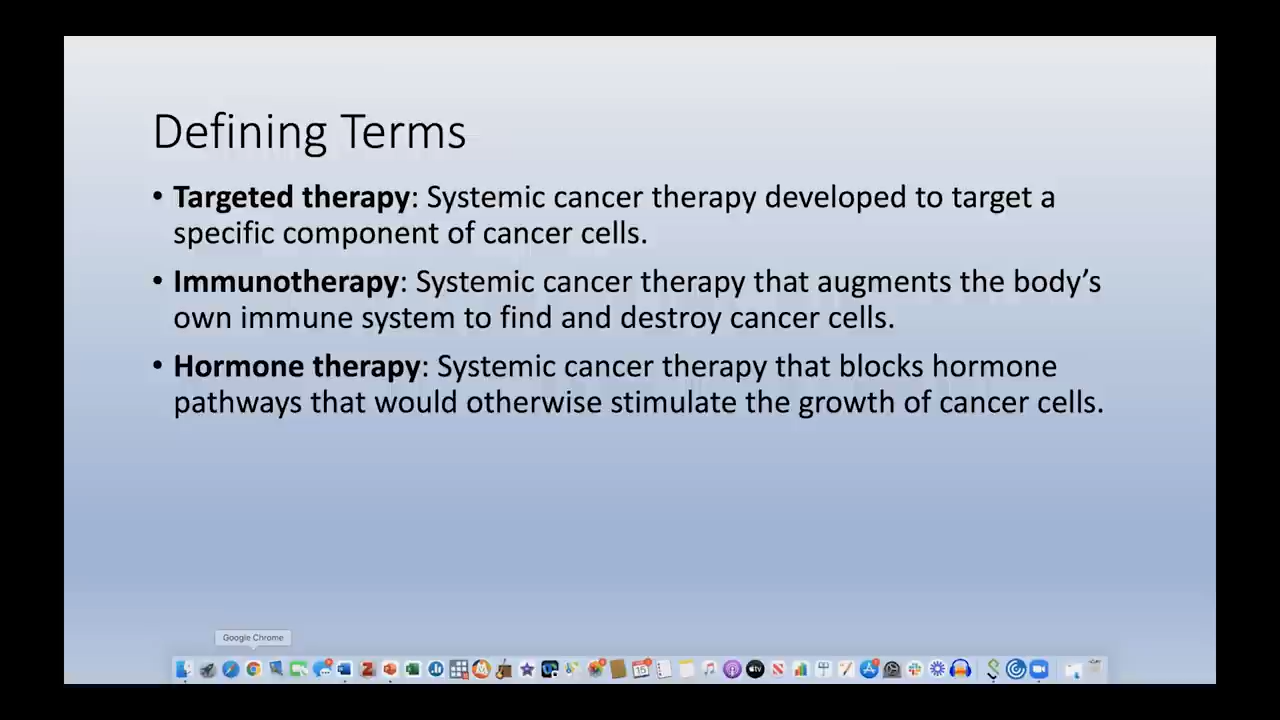 Defining Terms
• Targeted therapy: Systemic cancer therapy developed to target a
specific component of cancer cells.
• Immunotherapy: Systemic cancer therapy that augments the body’s
own immune system to find and destroy cancer cells.
• Hormone therapy: Systemic cancer therapy that blocks hormone
pathways that would otherwise stimulate the growth of cancer cells.
Google Chrome